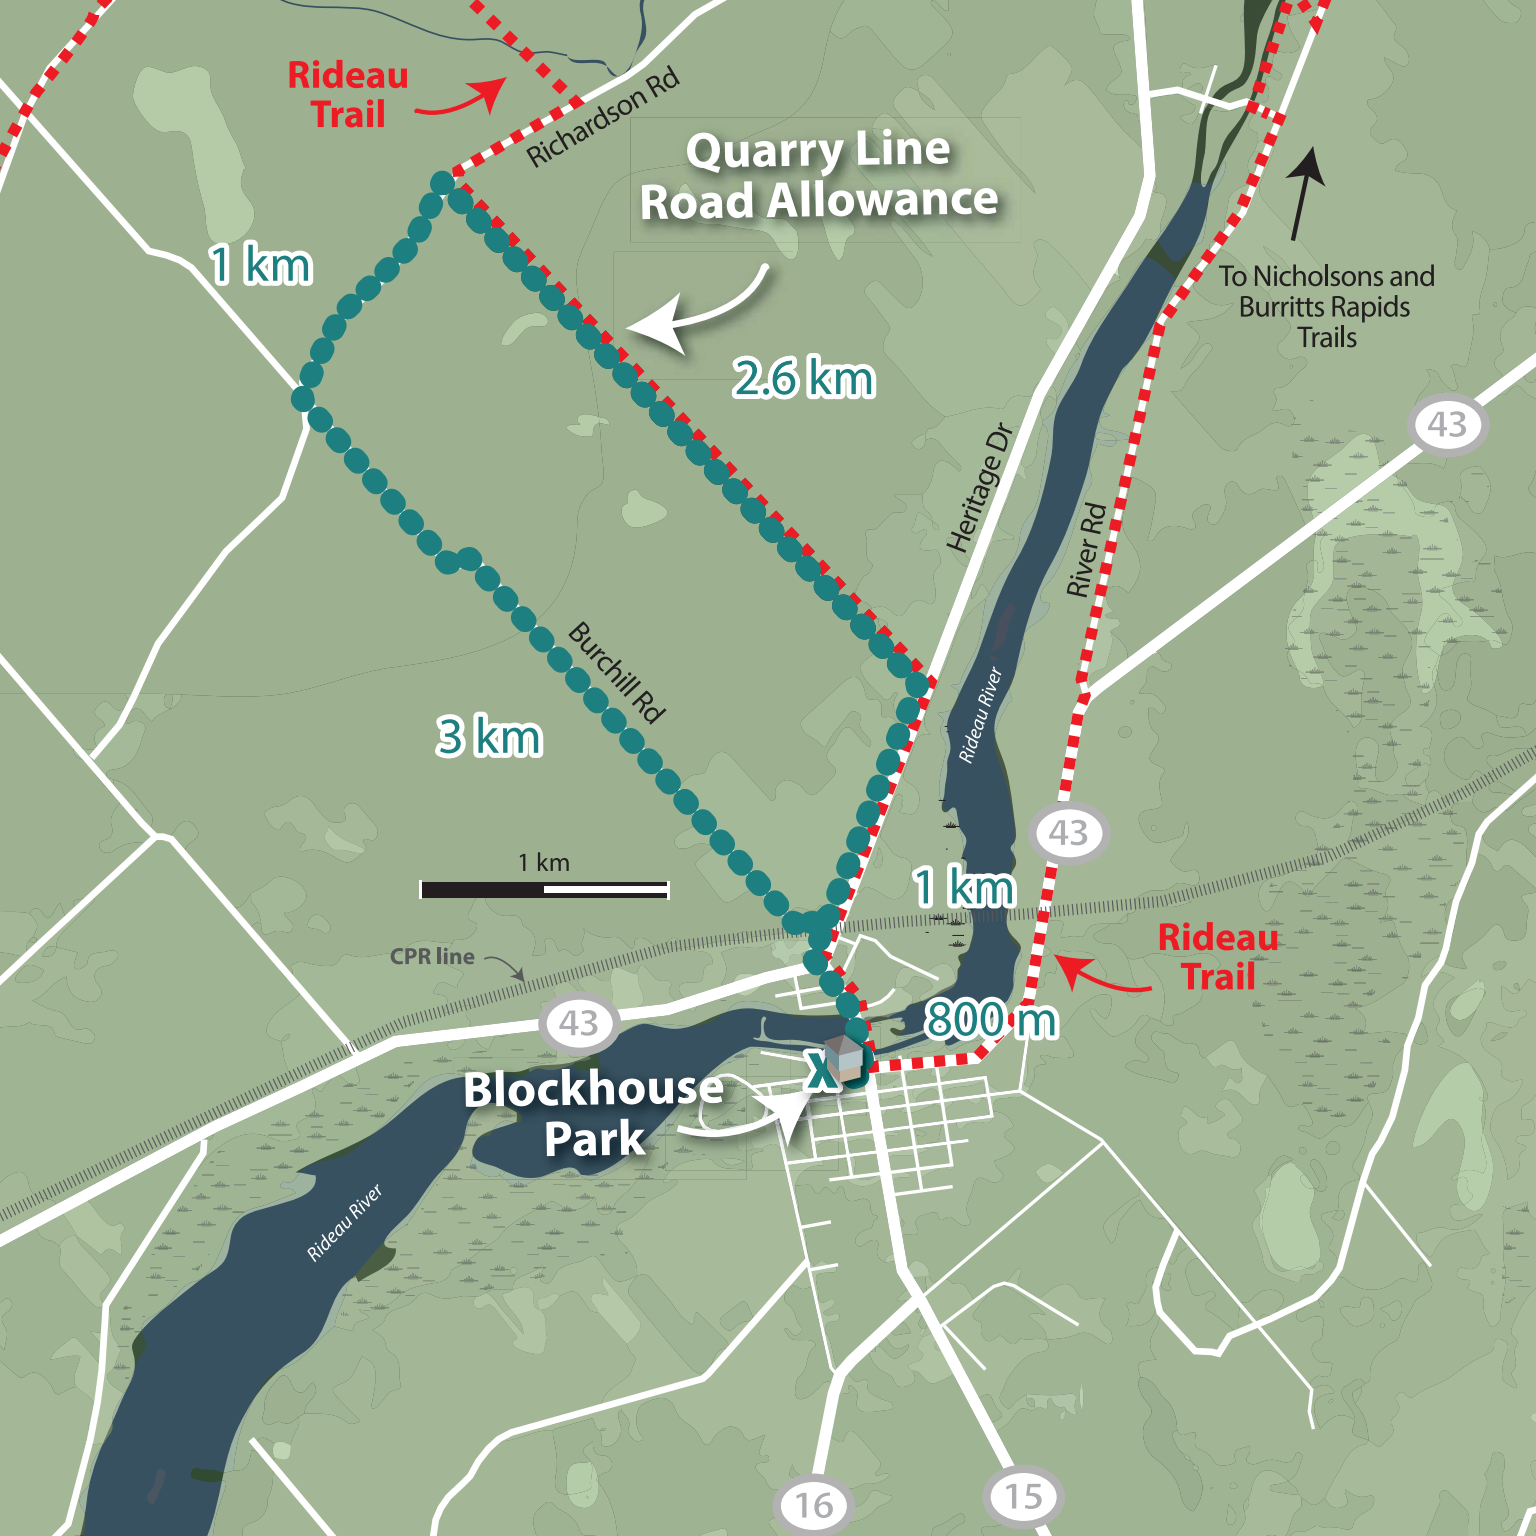 Rideau
Trail
Richardson Rd
Quarry Line
Road Allowance
1 km
To Nicholsons and
Burritts Rapids
Trails
2.6 km
43
Heritage Dr
River Rd
Burchill Rd
Rideau River
3 km
43
1 km
1 km
CPR line
Rideau
Trail
43
800 m
X
Blockhouse
Park
Rideau River
16
15